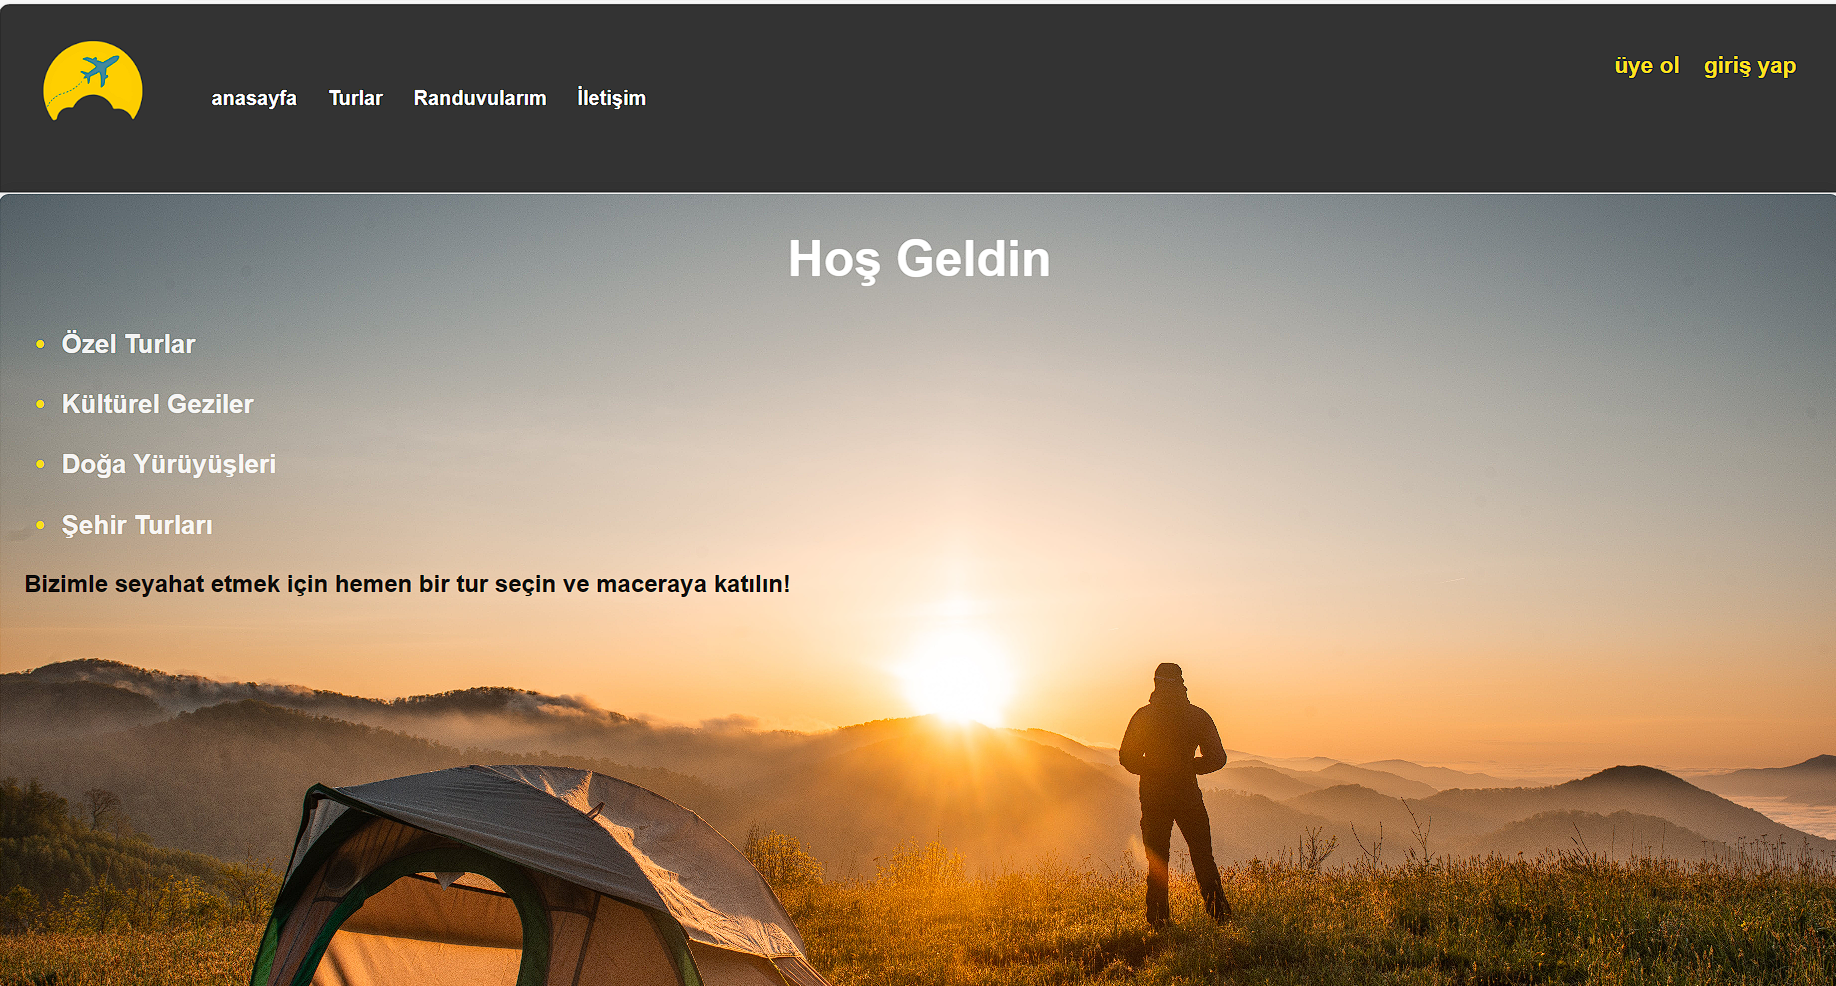 üye ol giriş yap
anasayfa Turlar Randuvularım İletişim
Hoş Geldin
Özel Turlar
Kültürel Geziler
Doğa Yürüyüşleri
Şehir Turları
Bizimle seyahat etmek için hemen bir tur seçin ve maceraya katılın!